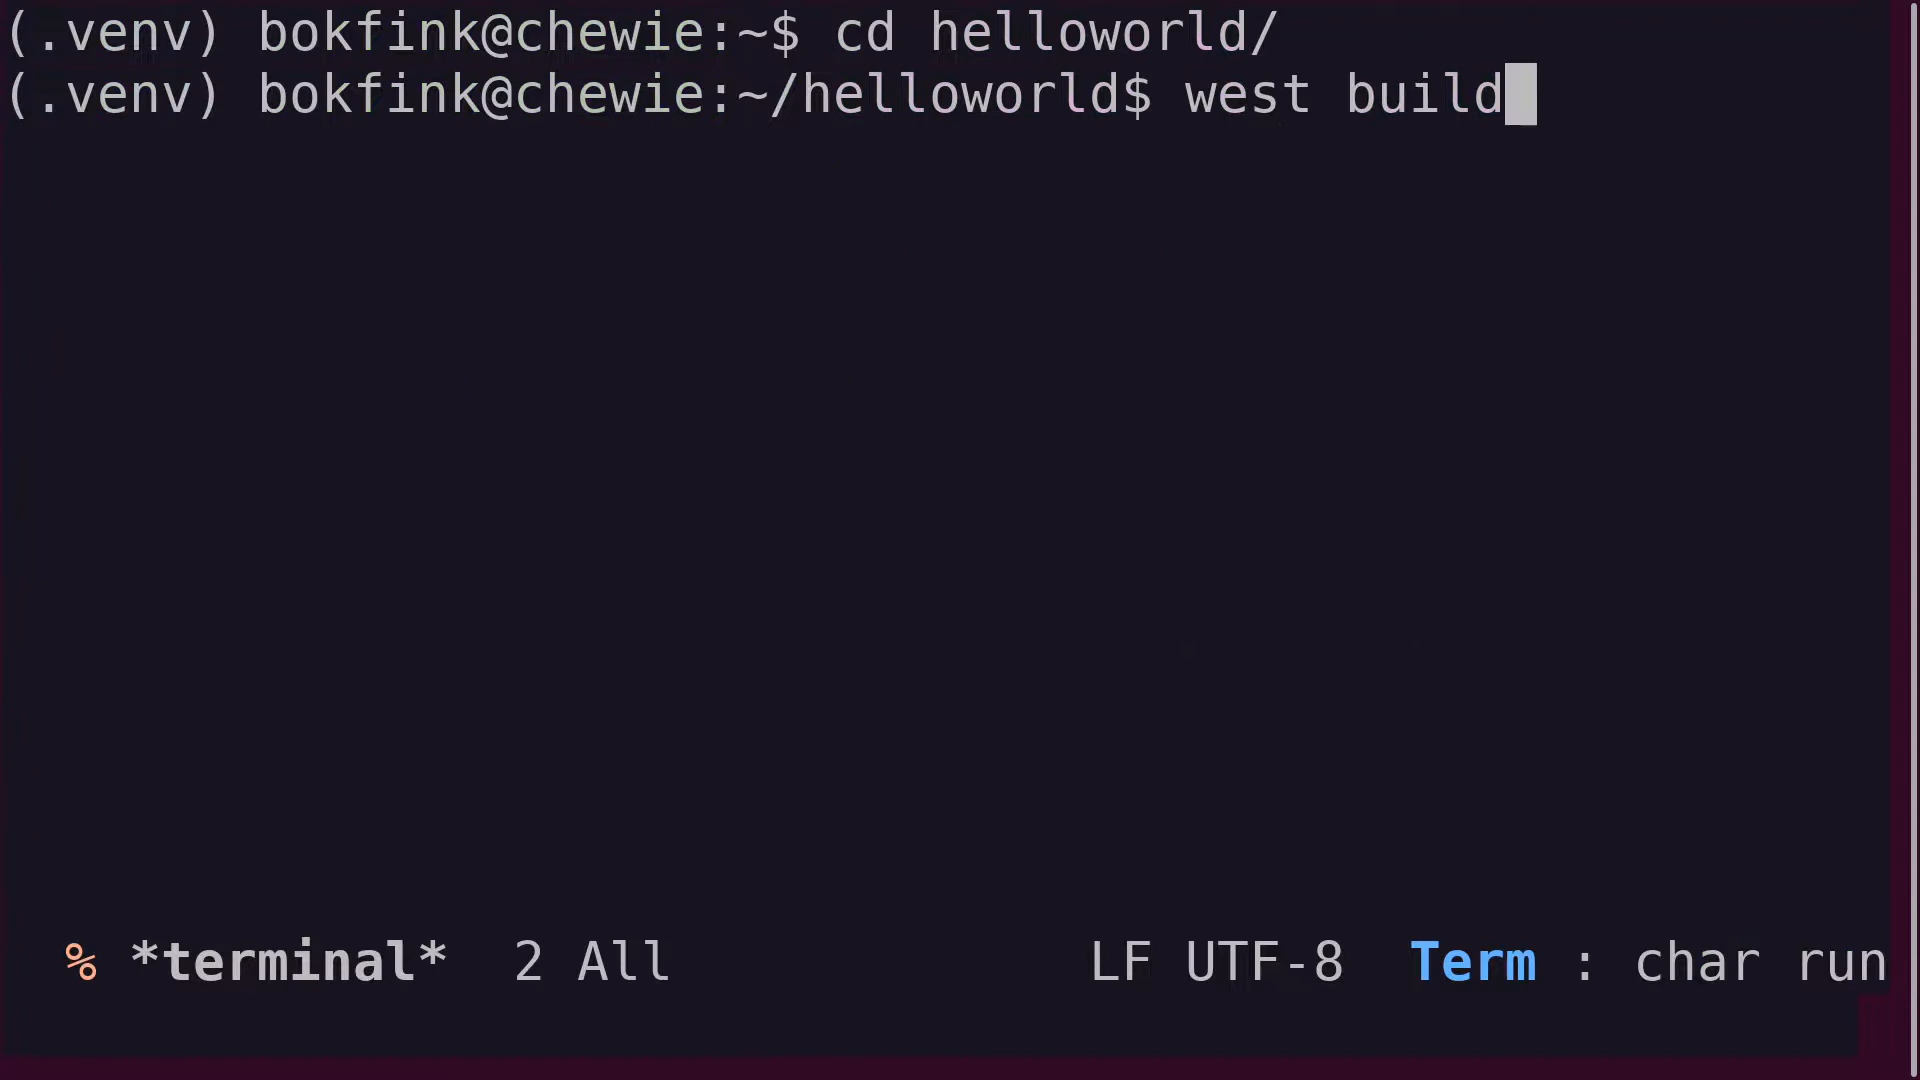 (.venv) bokfink@chewie:~$ cd helloworld/
(.venv) bokfink@chewie:~/helloworld$ west build
% *terminal* 2 All LF UTF-8 Term : char run